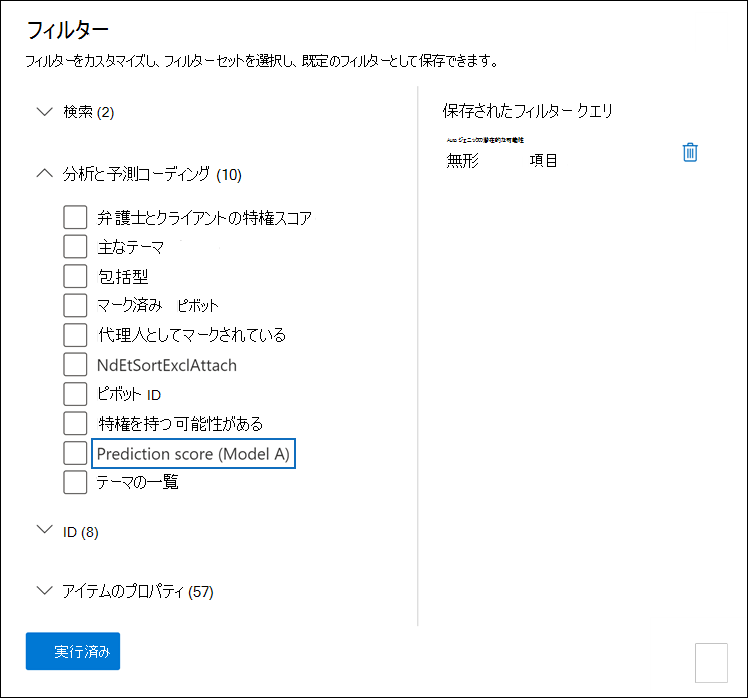 フィルター
フィルターをカスタマイズし、フィルターセットを選択し、既定のフィルターとして保存できます。
検索 (2)
分析と予測コーディング (10)
弁護士とクライアントの特権スコア
主なテーマ
包括型
マーク済み ピボット
代理人としてマークされている
NdEtSortExclAttach
ピボット ID
特権を持つ可能性がある
Prediction score (Model A)
テーマの一覧
ID (8)
アイテムのプロパティ (57)
保存されたフィルター クエリ
無形 項目
実行済み